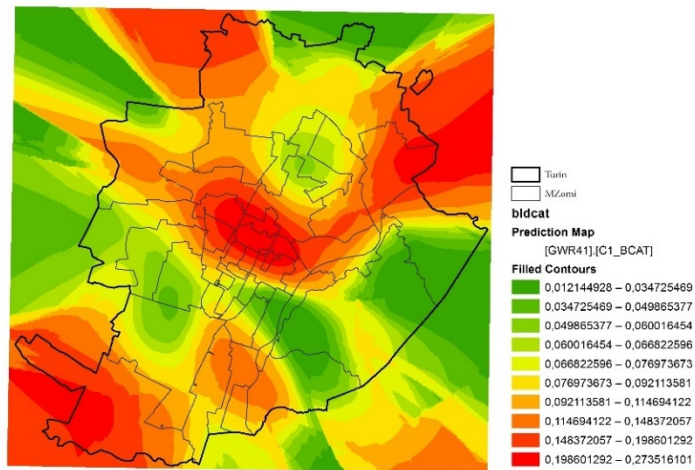 Turin
MZomi
bldcat
Prediction Map
[GWR41].[C1_BCAT]
Filled Contours
0,012144928 – 0,034725469
0,034725469 – 0,049865377
0,049865377 – 0,060016454
0,060016454 – 0,066822596
0,066822596 – 0,076973673
0,076973673 – 0,092113581
0,092113581 – 0,114694122
0,114694122 – 0,148372057
0,148372057 – 0,198601292
0,198601292 – 0,273516101